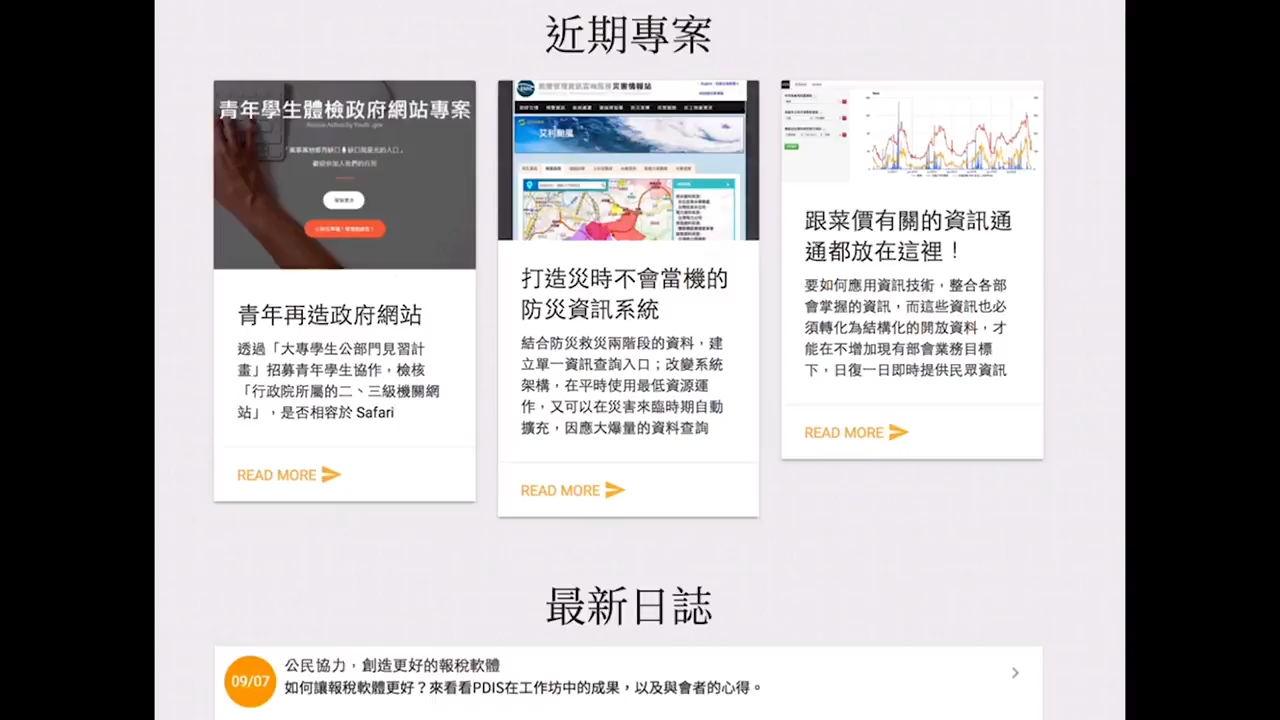 近期專案
青年學生體檢政府網站專案
歡迎你加入我們的行列
青年再造政府網站
透過「大專學生公部門見習計
畫」招募青年學生協作，檢核
「行政院所屬的二、三級機關網
站」，是否相容於 Safari
READ MORE
災害情報站
艾利颱風
打造災時不會當機的
防災資訊系統
結合防災救災兩階段的資料，建
立單一資訊查詢入口；改變系統
架構，在平時使用最低資源運
作，又可以在災害來臨時期自動
擴充，因應大爆量的資料查詢
READ MORE
跟菜價有關的資訊通
通都放在這裡！
要如何應用資訊技術，整合各部
會掌握的資訊，而這些資訊也必
須轉化為結構化的開放資料，才
能在不增加現有部會業務目標
下，日復一日即時提供民眾資訊
READ MORE
最新日誌
09/07
公民協力，創造更好的報稅軟體
如何讓報稅軟體更好？來看看PDIS在工作坊中的成果，以及與會者的心得。